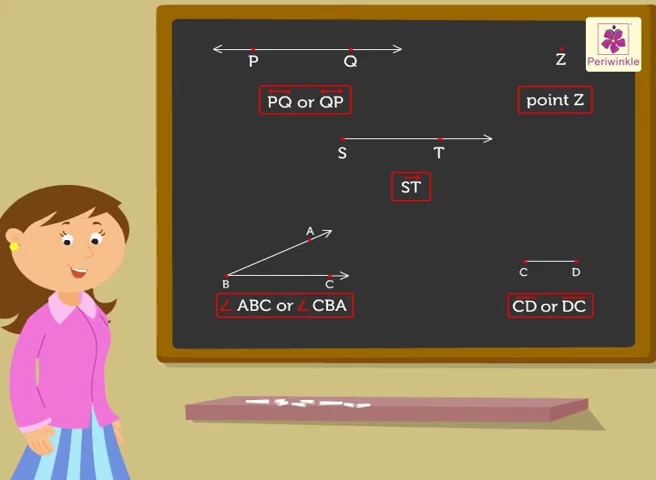 P Q
Z
Periwinkle
PQ or QP
point Z
S T
ST
A
B C
C D
∠ ABC or ∠ CBA
CD or DC